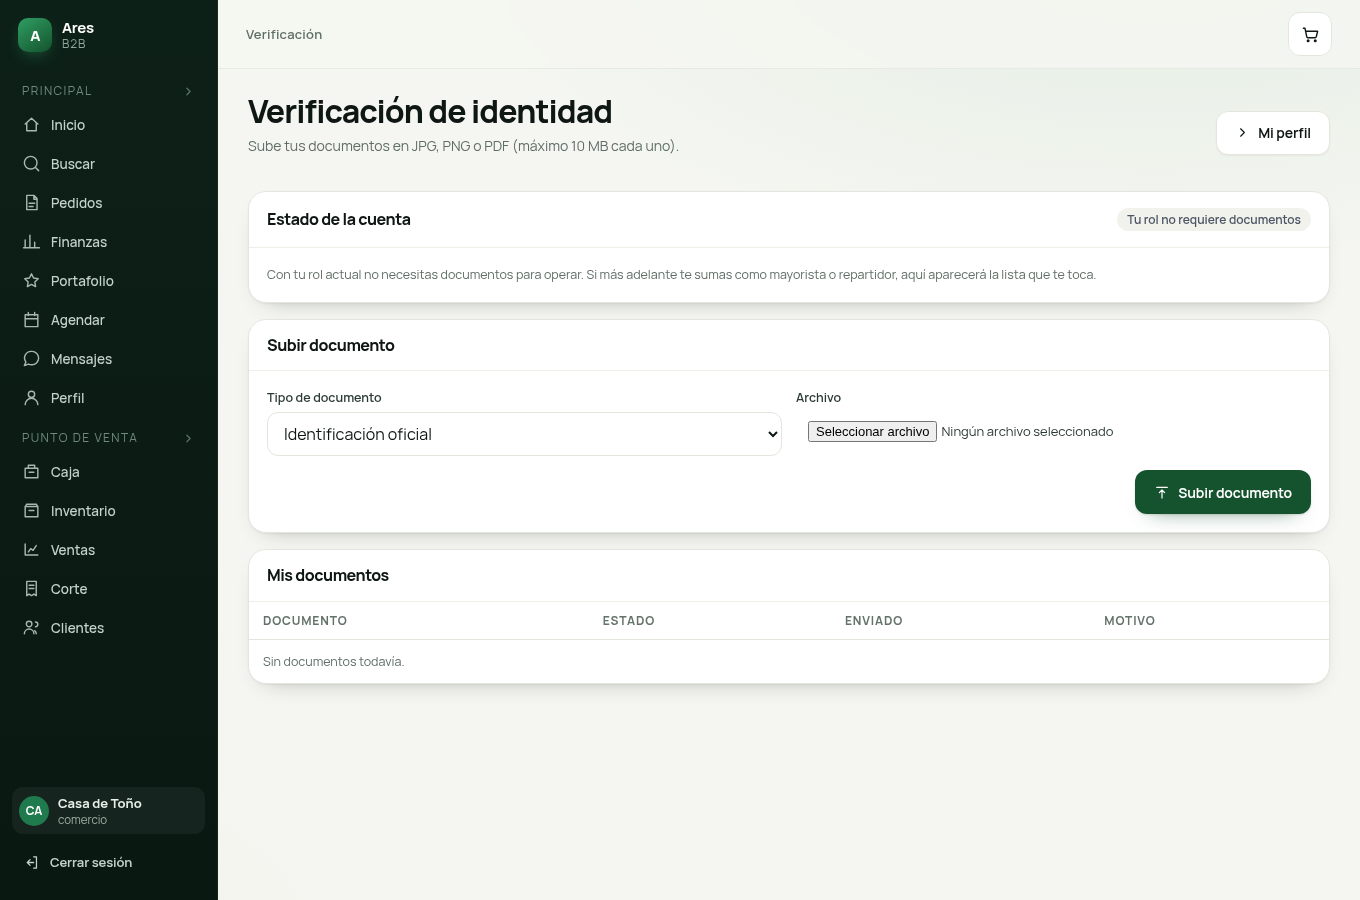 A
Ares
B2B
PRINCIPAL
Inicio
Buscar
Pedidos
Finanzas
Portafolio
Agendar
Mensajes
Perfil
PUNTO DE VENTA
Caja
Inventario
Ventas
Corte
Clientes
CA
Casa de Toño
comercio
Cerrar sesión
Verificación
Verificación de identidad
Sube tus documentos en JPG, PNG o PDF (máximo 10 MB cada uno).
Mi perfil
Estado de la cuenta
Tu rol no requiere documentos
Con tu rol actual no necesitas documentos para operar. Si más adelante te sumas como mayorista o repartidor, aquí aparecerá la lista que te toca.
Subir documento
Tipo de documento
Identificación oficial
Archivo
Seleccionar archivo Ningún archivo seleccionado
Subir documento
Mis documentos
DOCUMENTO ESTADO ENVIADO MOTIVO
Sin documentos todavía.